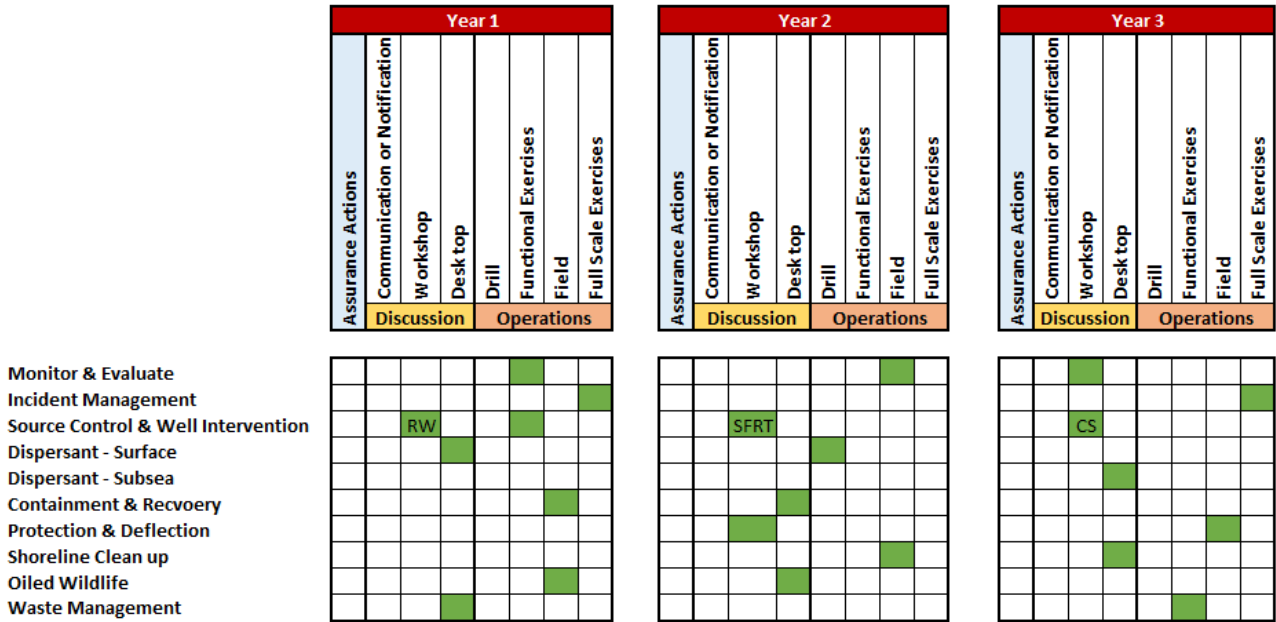 Year 1
Year 2
Year 3
Assurance Actions
Communication or Notification
Workshop
Desk top
Drill
Functional Exercises
Field
Full Scale Exercises
Discussion
Operations
Assurance Actions
Communication or Notification
Workshop
Desk top
Drill
Functional Exercises
Field
Full Scale Exercises
Discussion
Operations
Assurance Actions
Communication or Notification
Workshop
Desk top
Drill
Functional Exercises
Field
Full Scale Exercises
Discussion
Operations
Monitor & Evaluate
Incident Management
Source Control & Well Intervention RW SFRT CS
Dispersant - Surface
Dispersant - Subsea
Containment & Recvoery
Protection & Deflection
Shoreline Clean up
Oiled Wildlife
Waste Management